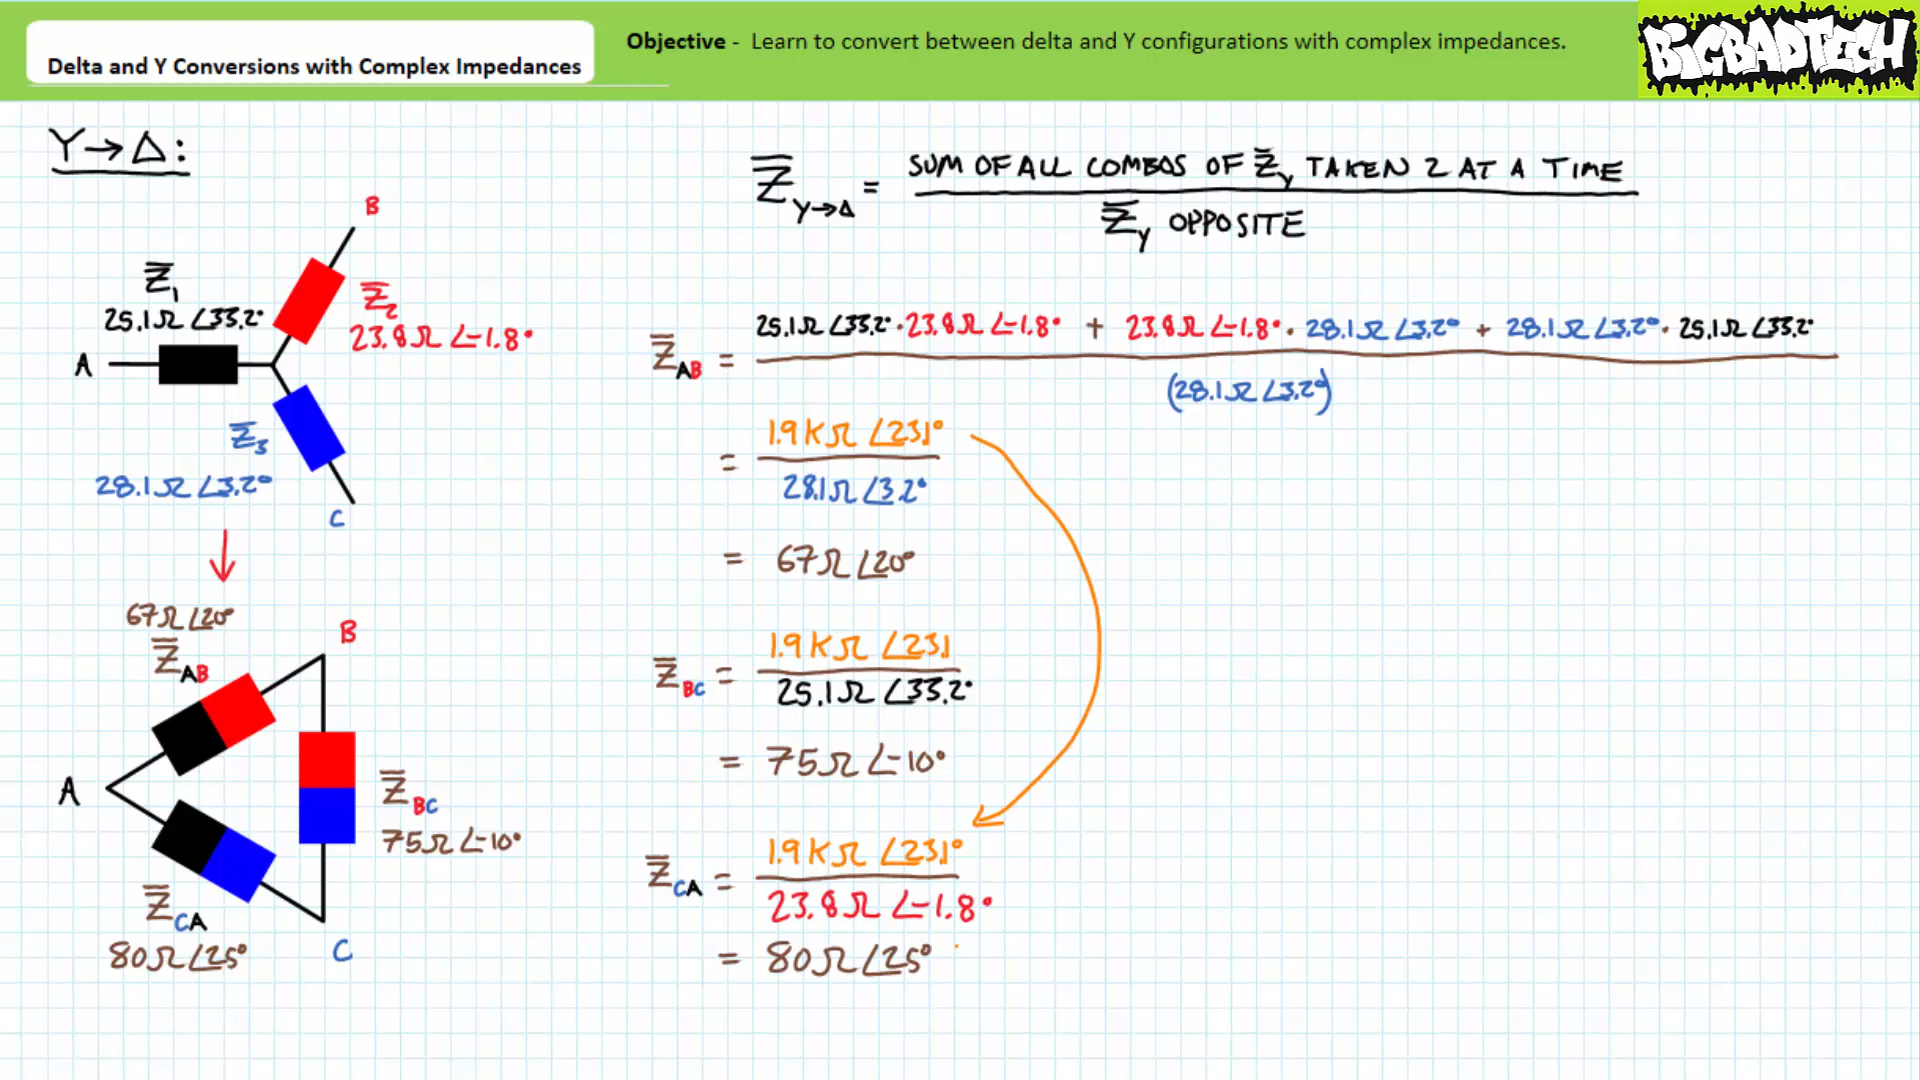 Delta and Y Conversions with Complex Impedances
Objective - Learn to convert between delta and Y configurations with complex impedances.
BIGBADTECH
Y→Δ:
Z̅Y→Δ = SUM OF ALL COMBOS OF Z̅Y TAKEN 2 AT A TIME
Z̅Y OPPOSITE
B
Z̅1
25.1Ω∠33.2°
Z̅2
23.8Ω∠-1.8°
A
Z̅3
28.1Ω∠3.2°
C
67Ω∠20°
Z̅AB
B
A
Z̅BC
75Ω∠-10°
Z̅CA
80Ω∠25°
C
Z̅AB = 25.1Ω∠33.2°·23.8Ω∠-1.8° + 23.8Ω∠-1.8°·28.1Ω∠3.2° + 28.1Ω∠3.2°·25.1Ω∠33.2°
(28.1Ω∠3.2°)
= 1.9KΩ∠23.1°
28.1Ω∠3.2°
= 67Ω∠20°
Z̅BC = 1.9KΩ∠23.1
25.1Ω∠33.2°
= 75Ω∠-10°
Z̅CA = 1.9KΩ∠23.1°
23.8Ω∠-1.8°
= 80Ω∠25°